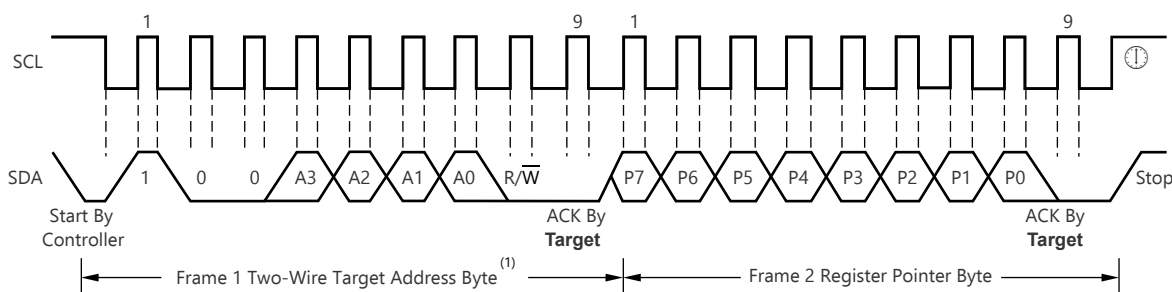 1 9 1 9
SCL
SDA 1 0 0 A3 A2 A1 A0 R/W̅ P7 P6 P5 P4 P3 P2 P1 P0 Stop
Start By ACK By ACK By
Controller Target Target
Frame 1 Two-Wire Target Address Byte(1) Frame 2 Register Pointer Byte